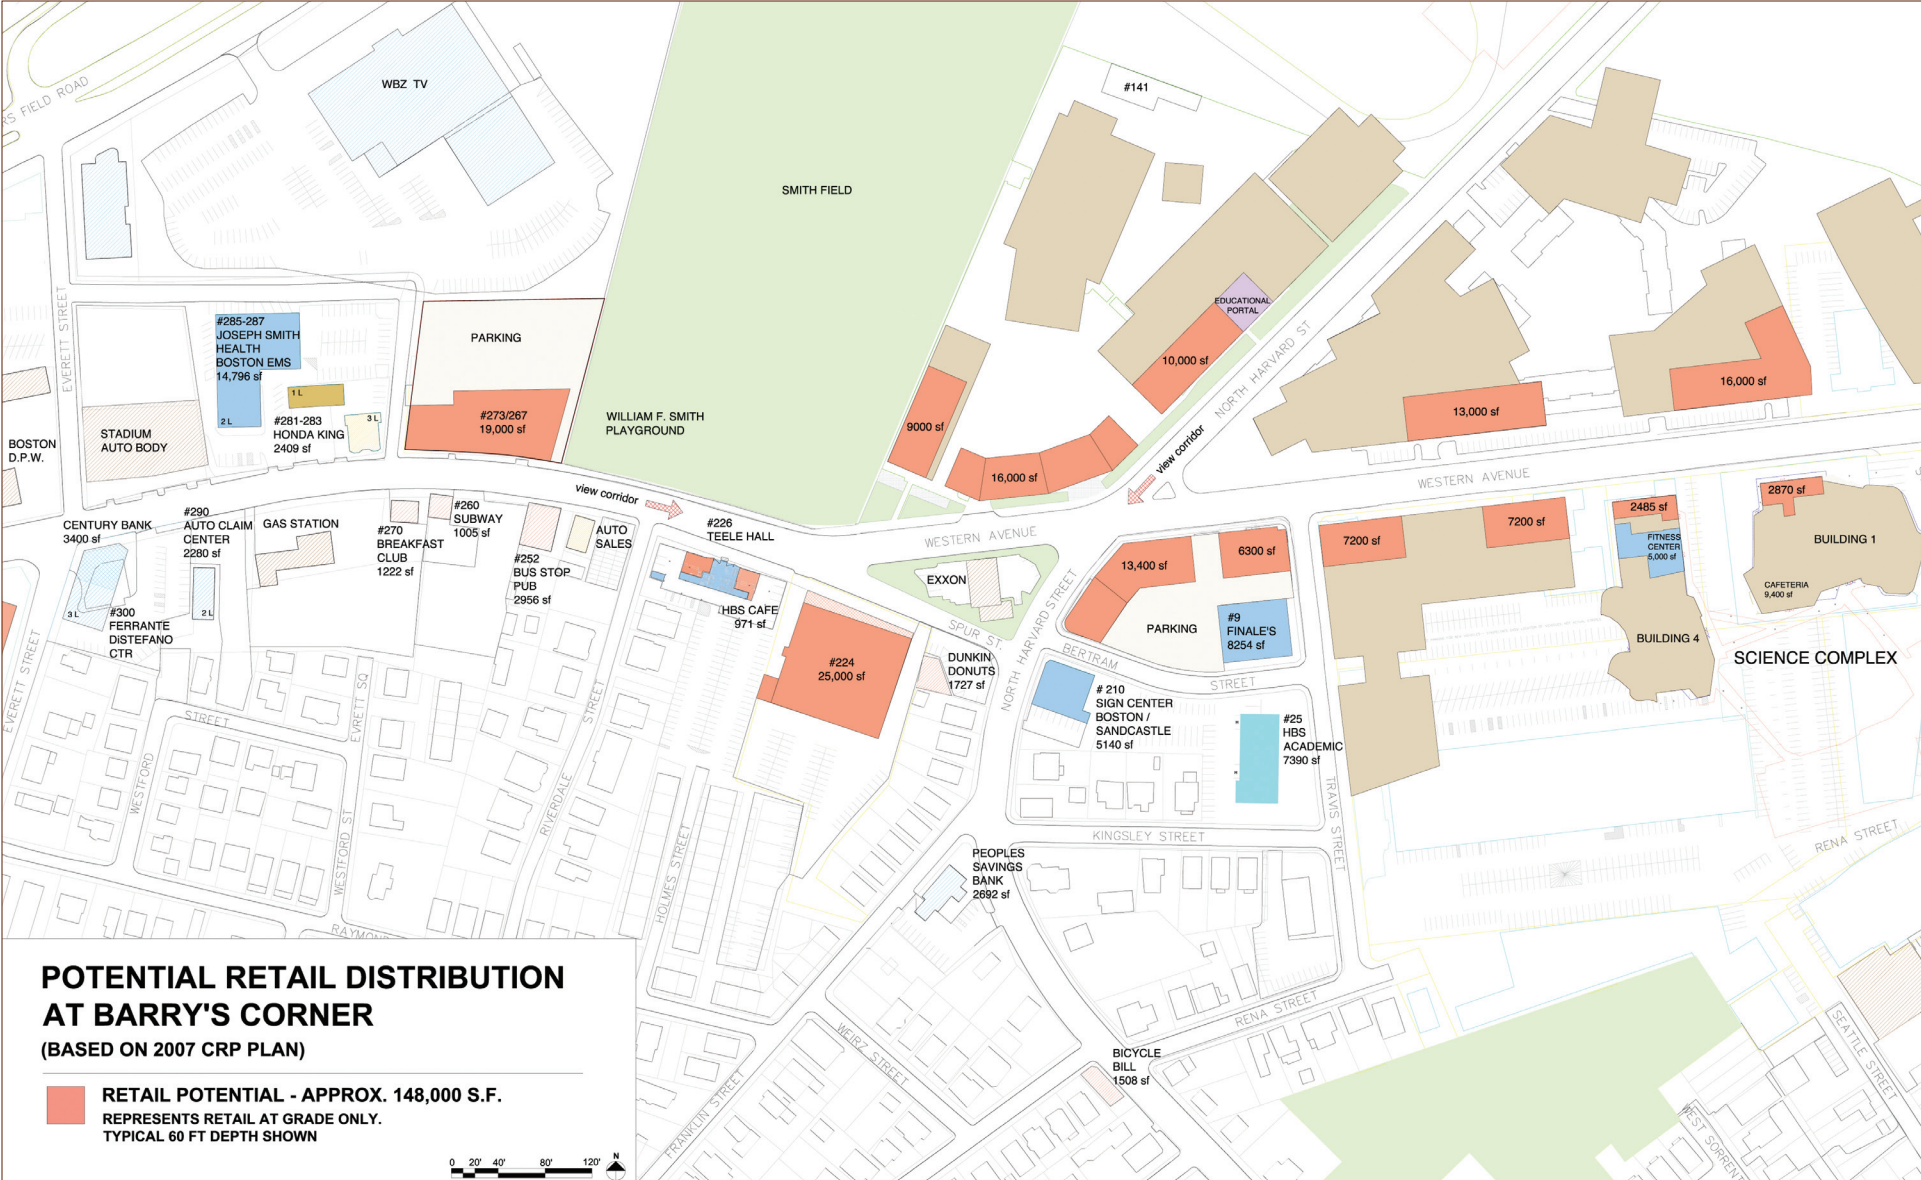 RS FIELD ROAD
WBZ TV
SMITH FIELD
#141
EVERETT STREET
#285-287
JOSEPH SMITH
HEALTH
BOSTON EMS
14,796 sf
2 L
1 L
#281-283
HONDA KING
2409 sf
3 L
STADIUM
AUTO BODY
BOSTON
D.P.W.
PARKING
#273/267
19,000 sf
WILLIAM F. SMITH
PLAYGROUND
EDUCATIONAL
PORTAL
10,000 sf
9000 sf
16,000 sf
NORTH HARVARD ST
view corridor
13,000 sf
16,000 sf
WESTERN AVENUE
view corridor
CENTURY BANK
3400 sf
#290
AUTO CLAIM
CENTER
2280 sf
GAS STATION
#270
BREAKFAST
CLUB
1222 sf
#260
SUBWAY
1005 sf
#252
BUS STOP
PUB
2956 sf
AUTO
SALES
#226
TEELE HALL
WESTERN AVENUE
EXXON
HBS CAFE
971 sf
SPUR ST.
NORTH HARVARD STREET
13,400 sf
6300 sf
PARKING
#9
FINALE'S
8254 sf
7200 sf
7200 sf
2485 sf
FITNESS
CENTER
5,000 sf
2870 sf
BUILDING 1
CAFETERIA
9,400 sf
BUILDING 4
SCIENCE COMPLEX
3 L
#300
FERRANTE
DiSTEFANO
CTR
2 L
#224
25,000 sf
DUNKIN
DONUTS
1727 sf
BERTRAM
STREET
# 210
SIGN CENTER
BOSTON /
SANDCASTLE
5140 sf
#25
HBS
ACADEMIC
7390 sf
EVERETT STREET
STREET
WESTFORD
EVRETT SQ
WESTFORD ST
RIVERDALE
STREET
HOLMES STREET
TRAVIS STREET
KINGSLEY STREET
RENA STREET
PEOPLES
SAVINGS
BANK
2692 sf
RAYMOND
RENA STREET
WEIRZ STREET
FRANKLIN STREET
BICYCLE
BILL
1508 sf
SEATTLE STREET
WEST SORRENT
POTENTIAL RETAIL DISTRIBUTION
AT BARRY'S CORNER
(BASED ON 2007 CRP PLAN)
RETAIL POTENTIAL - APPROX. 148,000 S.F.
REPRESENTS RETAIL AT GRADE ONLY.
TYPICAL 60 FT DEPTH SHOWN
0 20' 40' 80' 120'
N